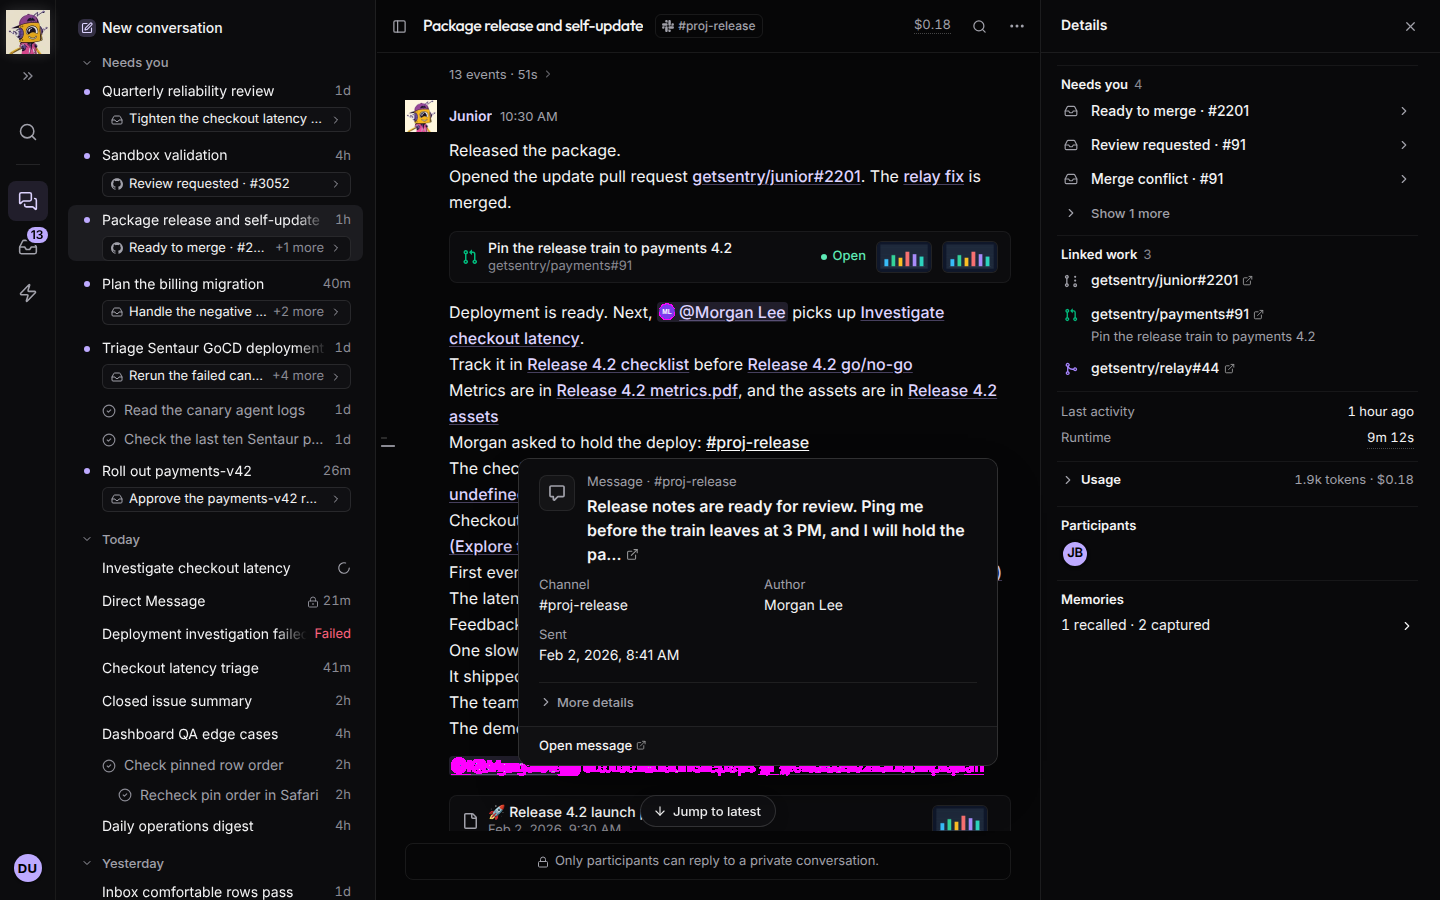 New conversation
Needs you
Quarterly reliability review 1d
Tighten the checkout latency ...
Sandbox validation 4h
Review requested · #3052
Package release and self-update 1h
Ready to merge · #2... +1 more
13
Plan the billing migration 40m
Handle the negative ... +2 more
Triage Sentaur GoCD deployment 1d
Rerun the failed can... +4 more
Read the canary agent logs 1d
Check the last ten Sentaur p... 1d
Roll out payments-v42 26m
Approve the payments-v42 r...
Today
Investigate checkout latency
Direct Message 21m
Deployment investigation failed Failed
Checkout latency triage 41m
Closed issue summary 2h
Dashboard QA edge cases 4h
Check pinned row order 2h
Recheck pin order in Safari 2h
Daily operations digest 4h
Yesterday
Inbox comfortable rows pass 1d
DU
Package release and self-update #proj-release $0.18
13 events · 51s
Junior 10:30 AM
Released the package.
Opened the update pull request getsentry/junior#2201. The relay fix is
merged.
Pin the release train to payments 4.2
getsentry/payments#91
Open
Deployment is ready. Next, ML @Morgan Lee picks up Investigate
checkout latency.
Track it in Release 4.2 checklist before Release 4.2 go/no-go
Metrics are in Release 4.2 metrics.pdf, and the assets are in Release 4.2
assets
Morgan asked to hold the deploy: #proj-release
The chec
undefined
Checkout
(Explore
First even
The laten
Feedback
One slow
It shipped
The team
The demo
Message · #proj-release
Release notes are ready for review. Ping me
before the train leaves at 3 PM, and I will hold the
pa...
Channel Author
#proj-release Morgan Lee
Sent
Feb 2, 2026, 8:41 AM
More details
Open message
🚀 Release 4.2 launch
Feb 2, 2026, 9:30 AM
Jump to latest
Only participants can reply to a private conversation.
Details
Needs you 4
Ready to merge · #2201
Review requested · #91
Merge conflict · #91
Show 1 more
Linked work 3
getsentry/junior#2201
getsentry/payments#91
Pin the release train to payments 4.2
getsentry/relay#44
Last activity 1 hour ago
Runtime 9m 12s
Usage 1.9k tokens · $0.18
Participants
JB
Memories
1 recalled · 2 captured